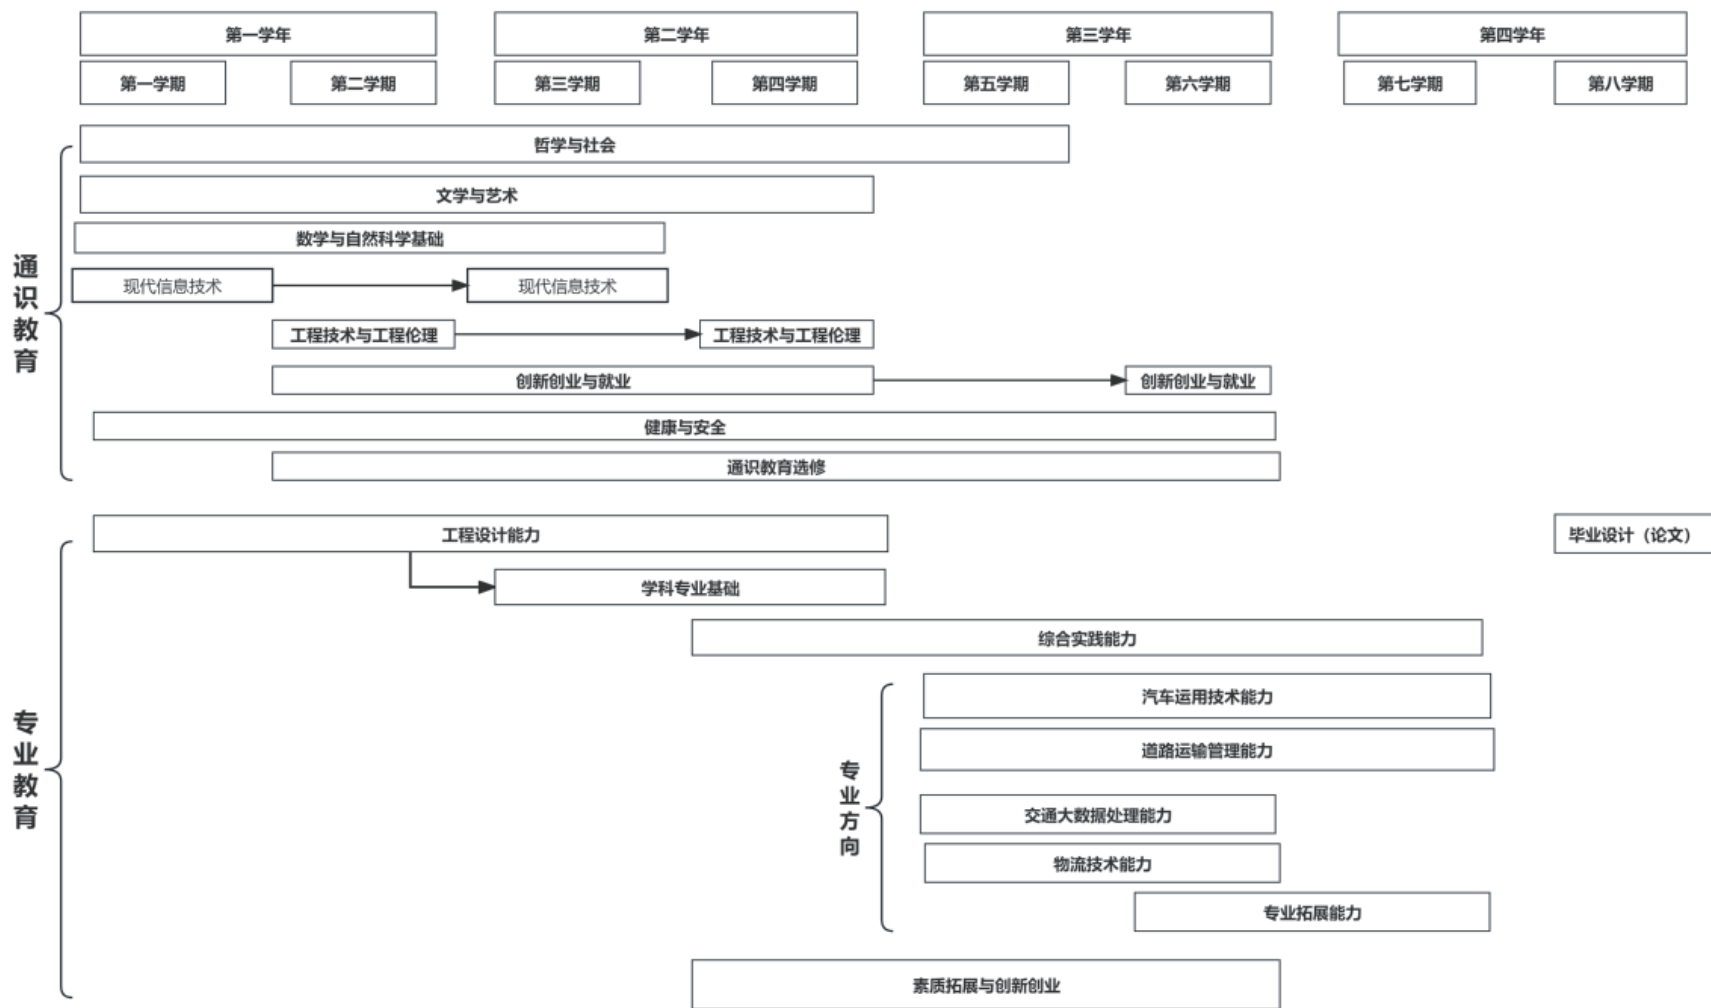 第一学年
第二学年
第三学年
第四学年
第一学期
第二学期
第三学期
第四学期
第五学期
第六学期
第七学期
第八学期
通识教育
哲学与社会
文学与艺术
数学与自然科学基础
现代信息技术
现代信息技术
工程技术与工程伦理
工程技术与工程伦理
创新创业与就业
创新创业与就业
健康与安全
通识教育选修
专业教育
工程设计能力
毕业设计（论文）
学科专业基础
综合实践能力
专业方向
汽车运用技术能力
道路运输管理能力
交通大数据处理能力
物流技术能力
专业拓展能力
素质拓展与创新创业